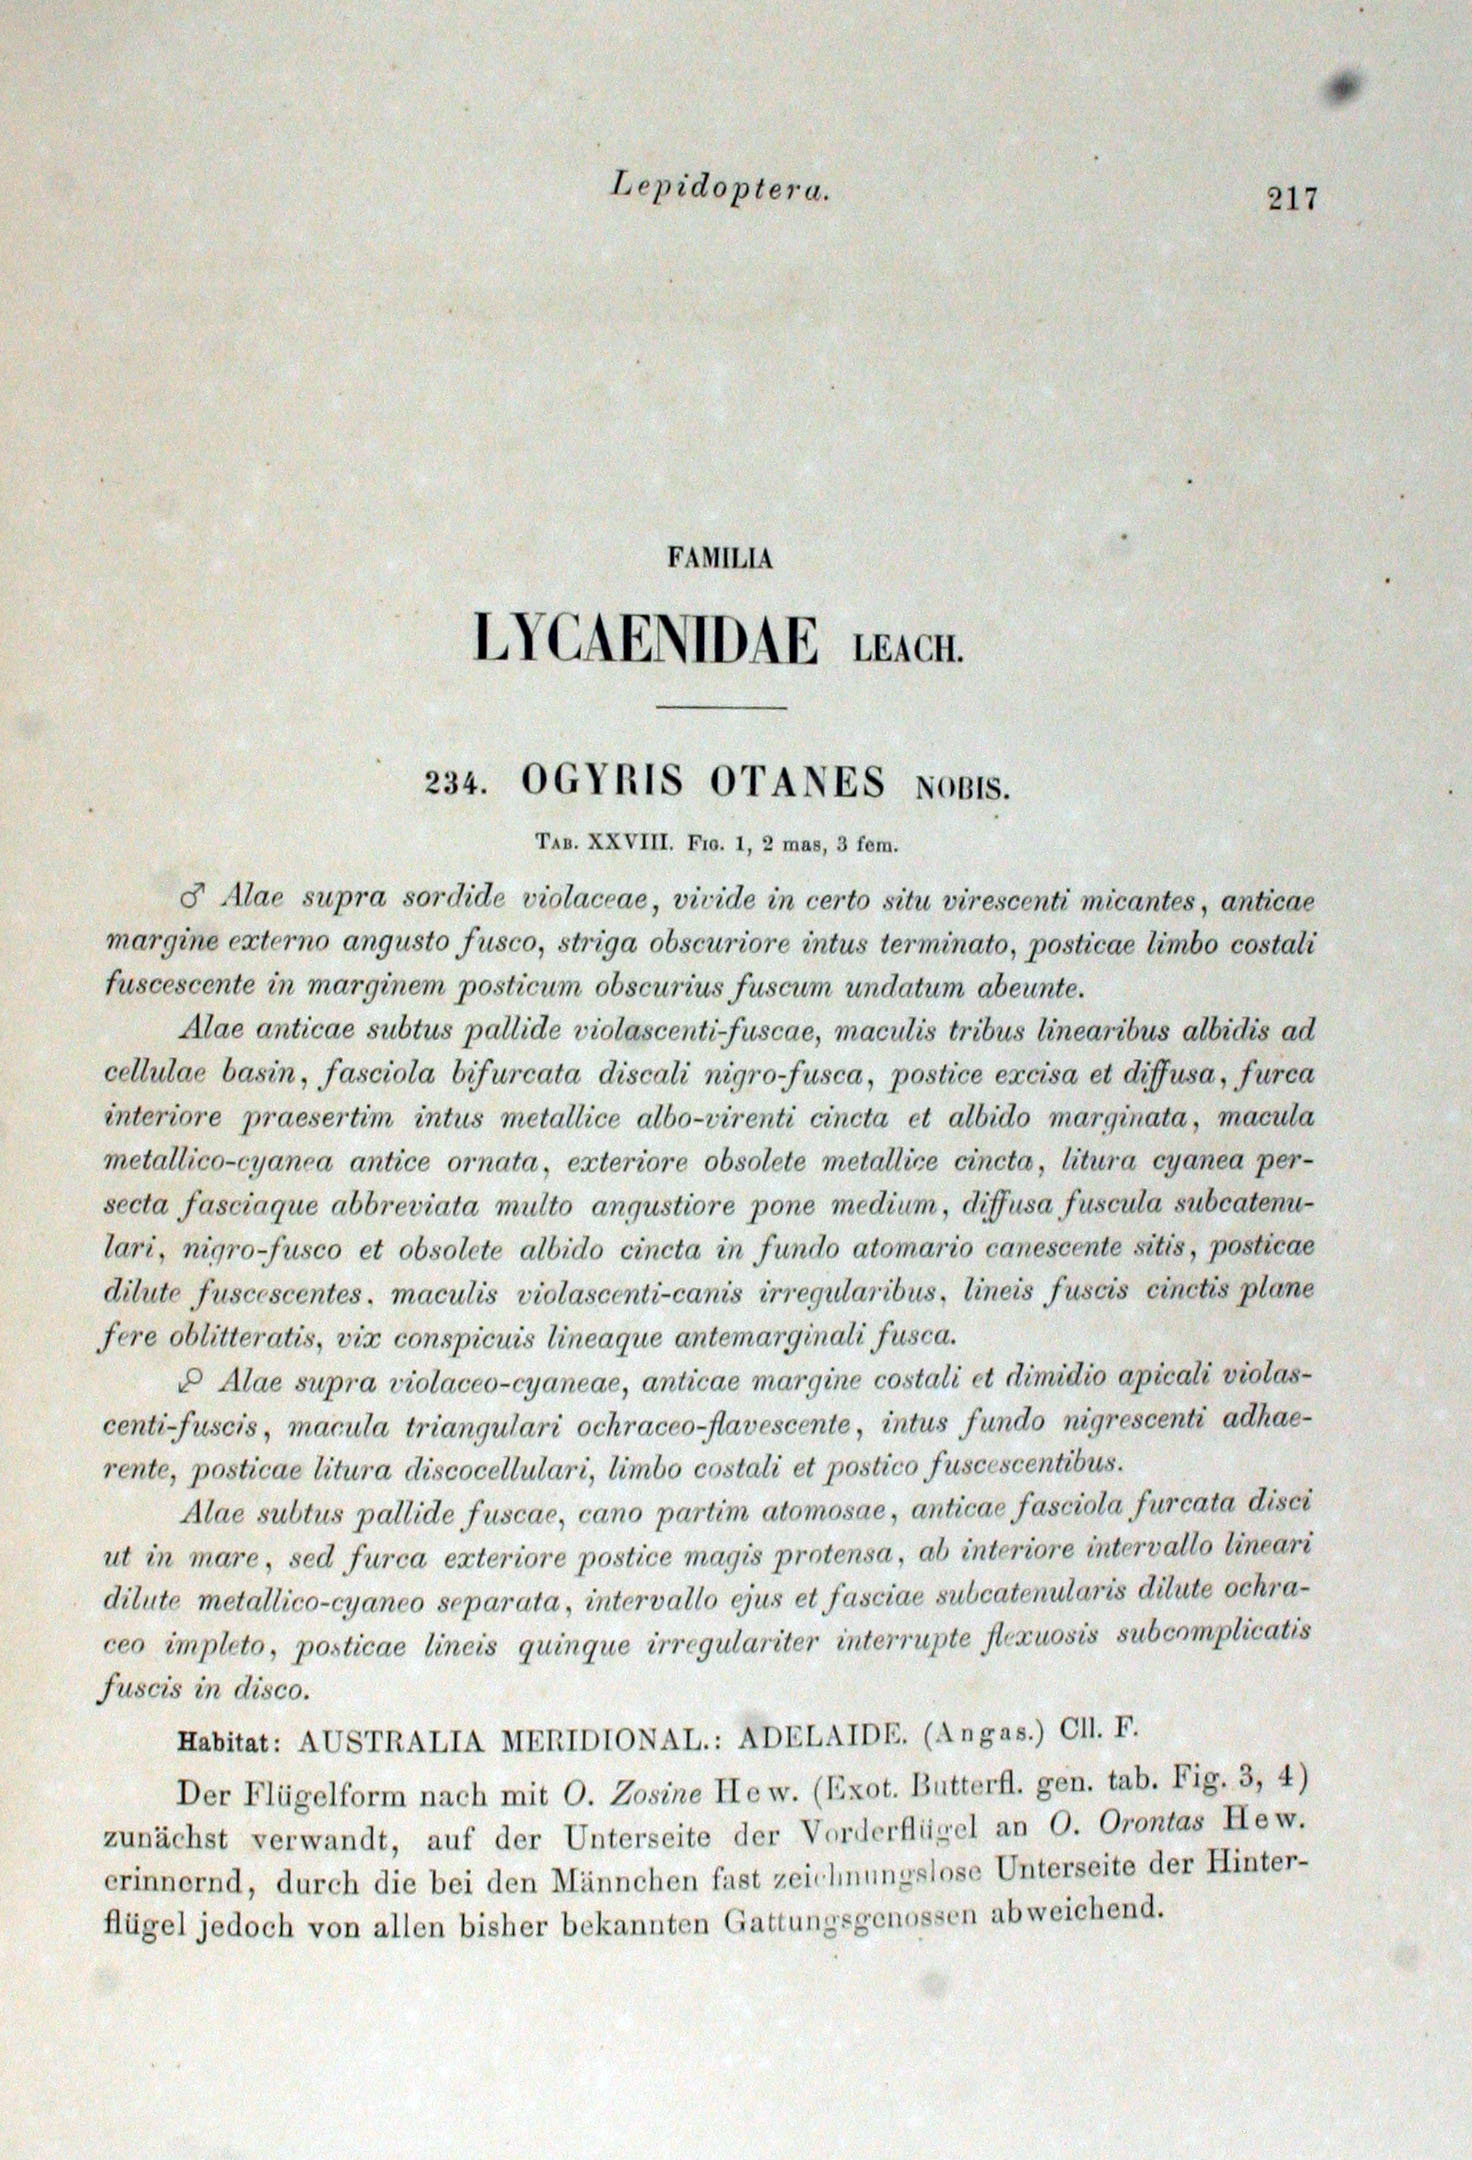 Lepidoptera.
217
FAMILIA
LYCAENIDAE LEACH.
234. OGYRIS OTANES NOBIS.
TAB. XXVIII. FIG. 1, 2 mas, 3 fem.
♂ Alae supra sordide violaceae, vivide in certo situ virescenti micantes, anticae
margine externo angusto fusco, striga obscuriore intus terminato, posticae limbo costali
fuscescente in marginem posticum obscurius fuscum undatum abeunte.
Alae anticae subtus pallide violascenti-fuscae, maculis tribus linearibus albidis ad
cellulae basin, fasciola bifurcata discali nigro-fusca, postice excisa et diffusa, furca
interiore praesertim intus metallice albo-virenti cincta et albido marginata, macula
metallico-cyanea antice ornata, exteriore obsolete metallice cincta, litura cyanea per-
secta fasciaque abbreviata multo angustiore pone medium, diffusa fuscula subcatenu-
lari, nigro-fusco et obsolete albido cincta in fundo atomario canescente sitis, posticae
dilute fuscescentes, maculis violascenti-canis irregularibus, lineis fuscis cinctis plane
fere oblitteratis, vix conspicuis lineaque antemarginali fusca.
♀ Alae supra violaceo-cyaneae, anticae margine costali et dimidio apicali violas-
centi-fuscis, macula triangulari ochraceo-flavescente, intus fundo nigrescenti adhae-
rente, posticae litura discocellulari, limbo costali et postico fuscescentibus.
Alae subtus pallide fuscae, cano partim atomosae, anticae fasciola furcata disci
ut in mare, sed furca exteriore postice magis protensa, ab interiore intervallo lineari
dilute metallico-cyaneo separata, intervallo ejus et fasciae subcatenularis dilute ochra-
ceo impleto, posticae lineis quinque irregulariter interrupte flexuosis subcomplicatis
fuscis in disco.
Habitat: AUSTRALIA MERIDIONAL.: ADELAIDE. (Angas.) Cll. F.
Der Flügelform nach mit O. Zosine Hew. (Exot. Butterfl. gen. tab. Fig. 3, 4)
zunächst verwandt, auf der Unterseite der Vorderflügel an O. Orontas Hew.
erinnernd, durch die bei den Männchen fast zeichnungslose Unterseite der Hinter-
flügel jedoch von allen bisher bekannten Gattungsgenossen abweichend.